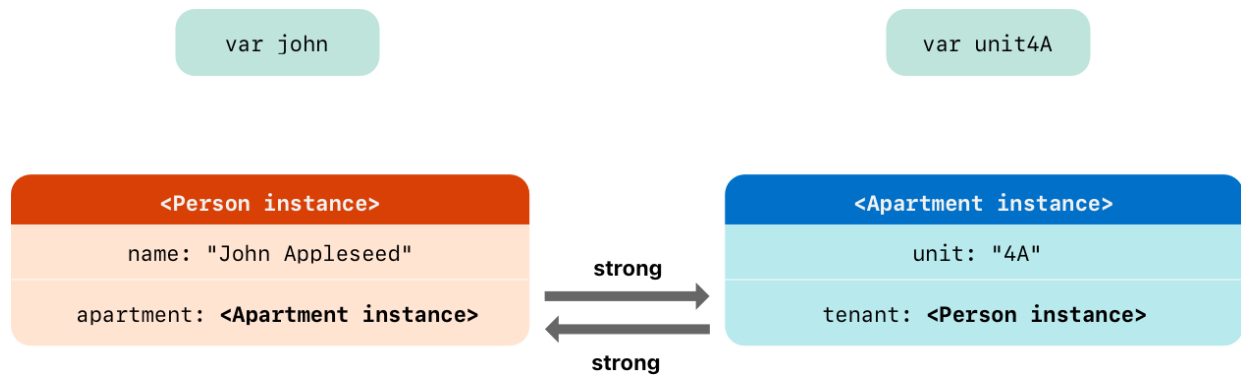 var john
var unit4A
<Person instance>
name: "John Appleseed"
apartment: <Apartment instance>
strong
strong
<Apartment instance>
unit: "4A"
tenant: <Person instance>